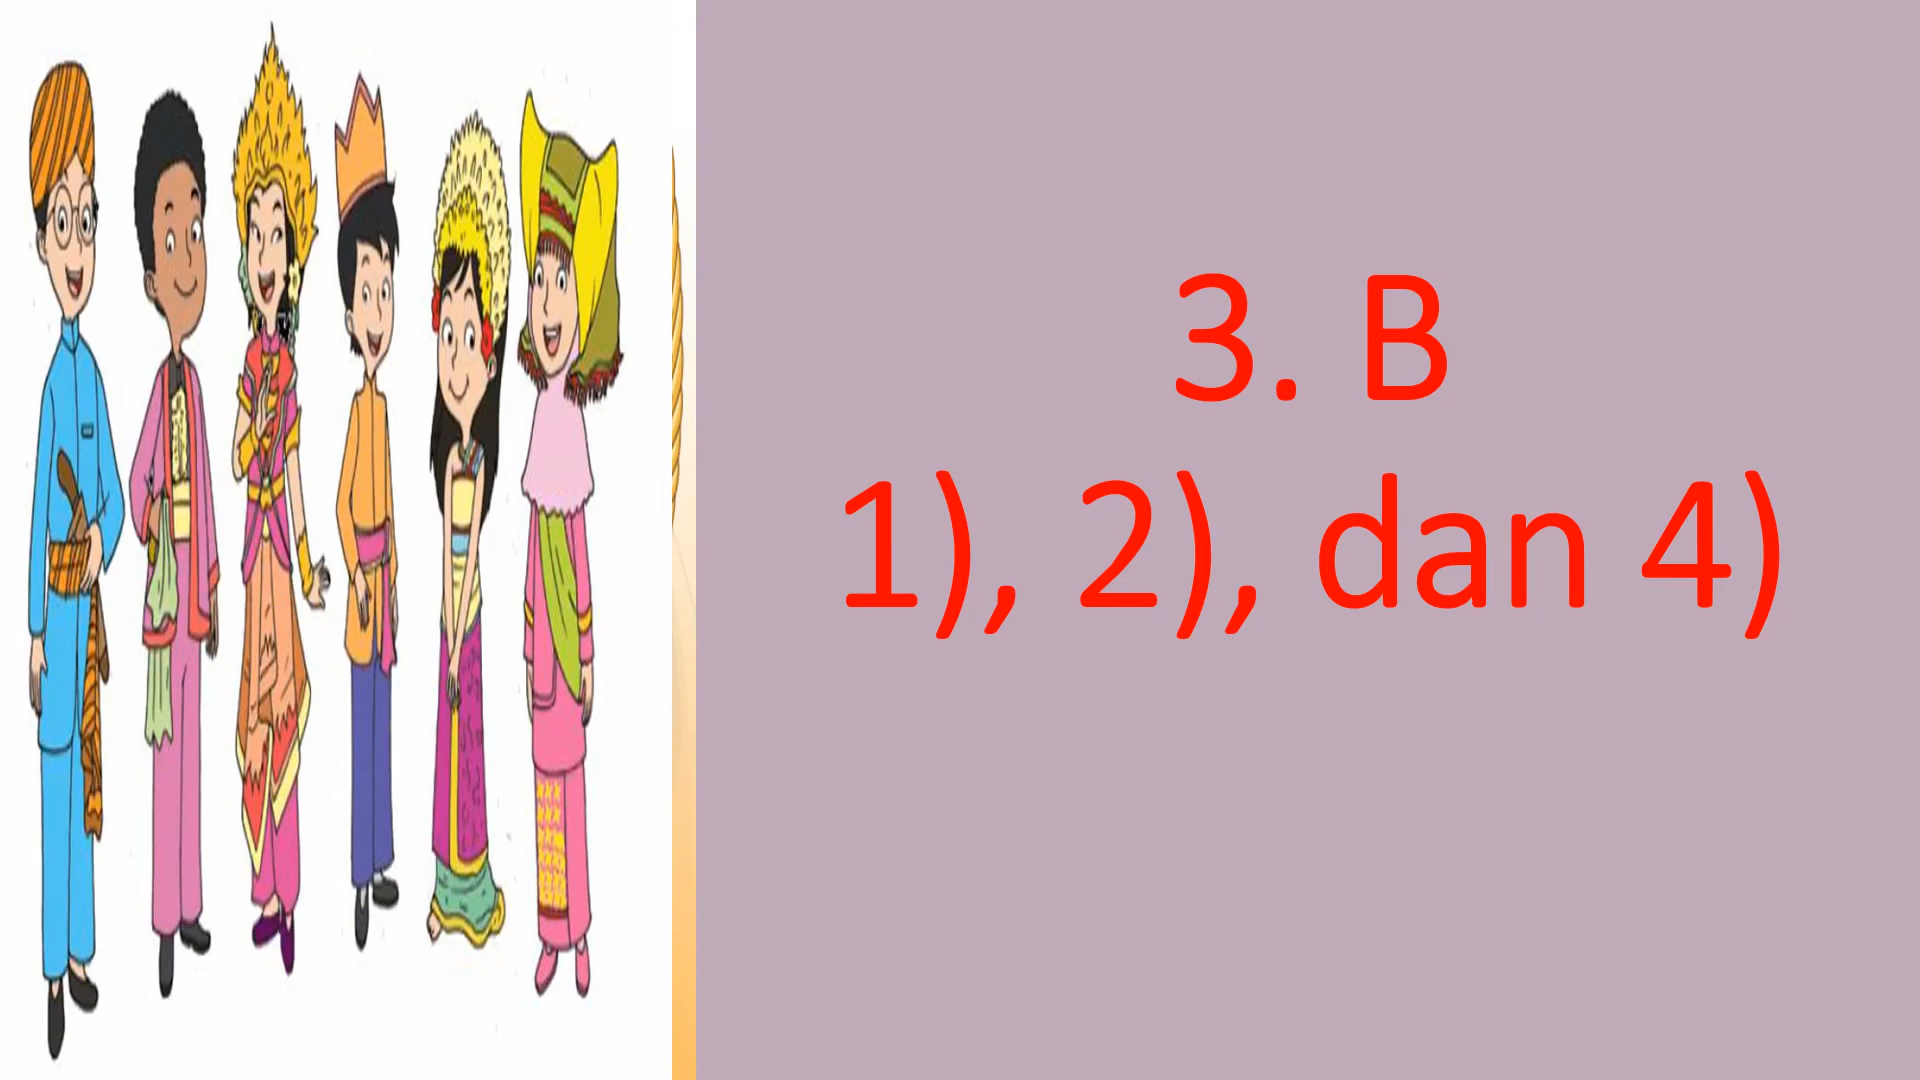 3. B
1), 2), dan 4)